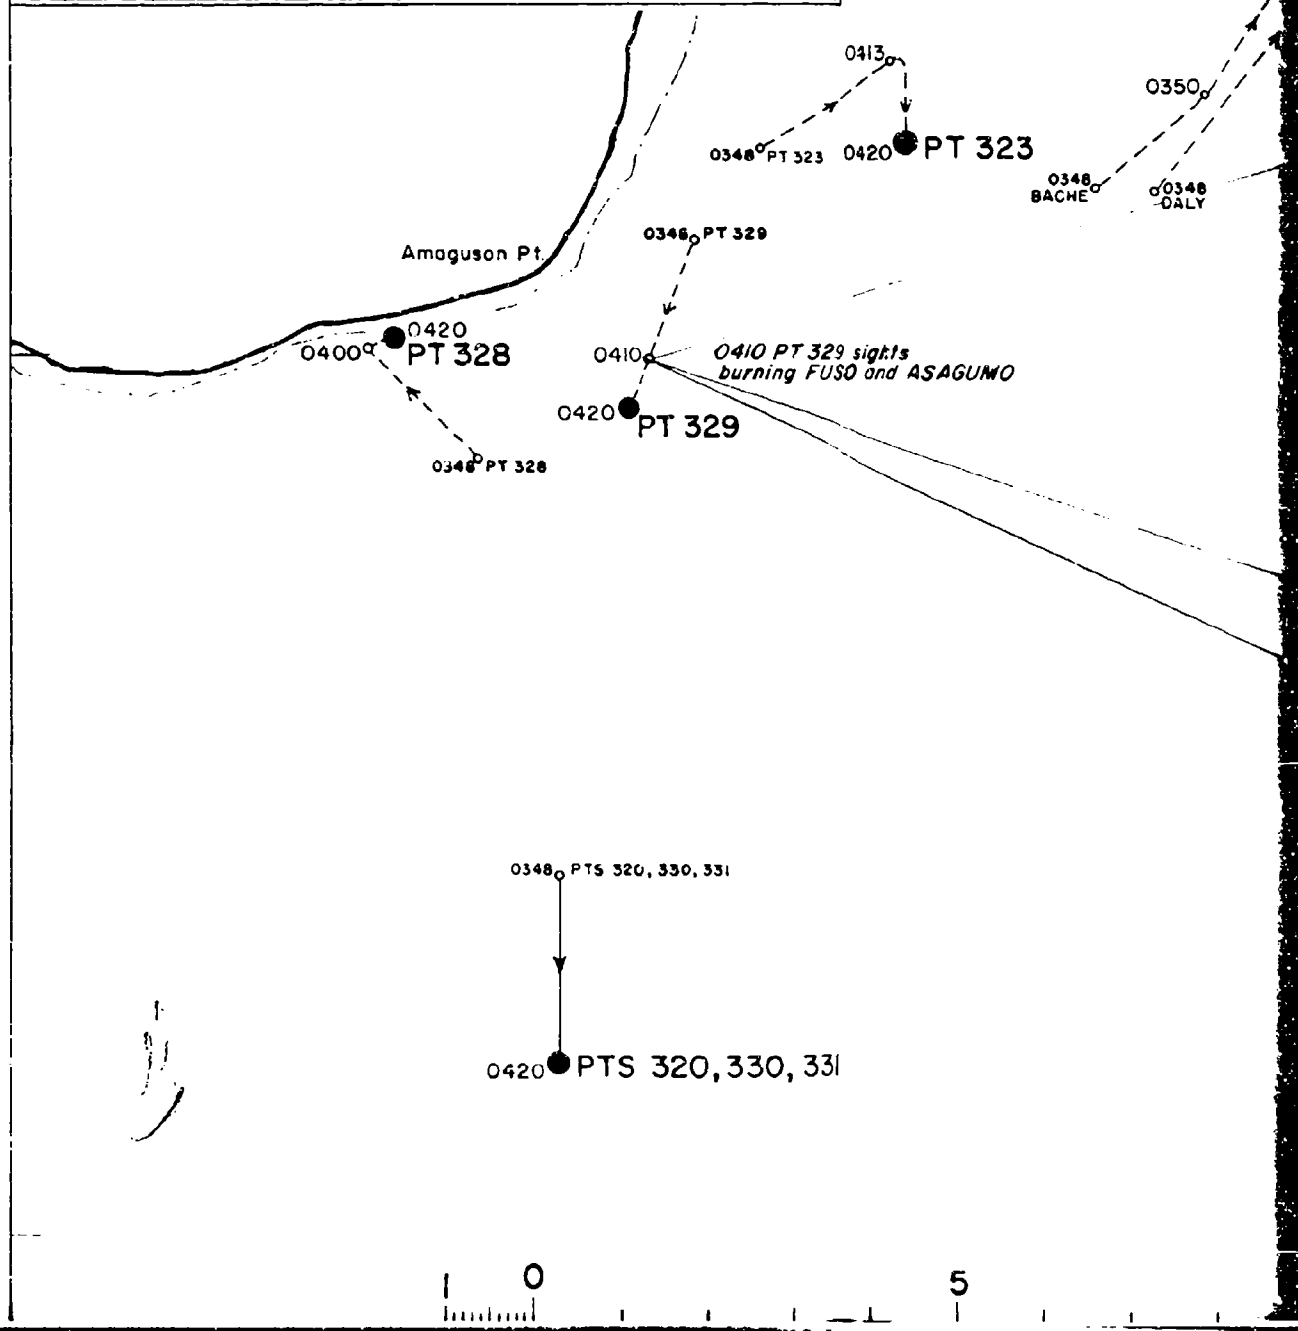 0413
0350
0348 PT 323
0420 PT 323
0348
BACHE
0348
DALY
0348 PT 329
Amaguson Pt.
0420
PT 328
0400
0410
0410 PT 329 sights
burning FUSO and ASAGUMO
0420 PT 329
0348 PT 328
0348 PTS 320, 330, 331
0420 PTS 320, 330, 331
1 0 5